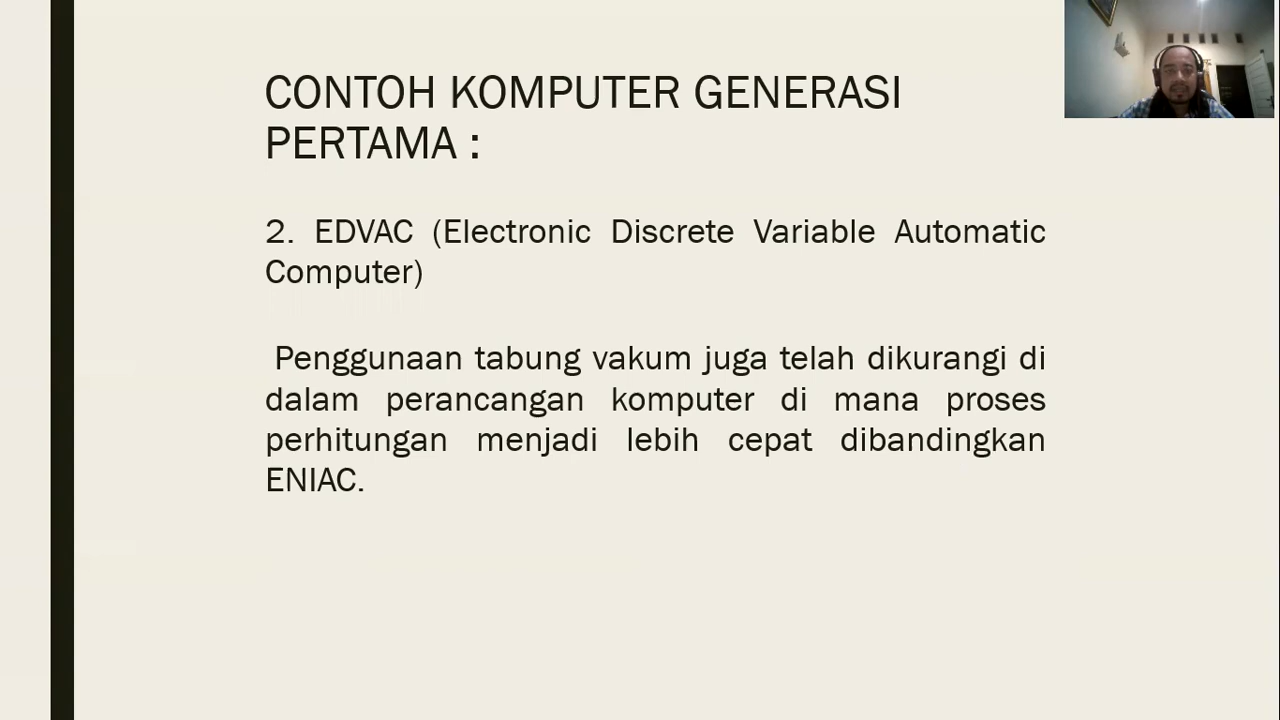 CONTOH KOMPUTER GENERASI
PERTAMA :
2. EDVAC (Electronic Discrete Variable Automatic
Computer)
Penggunaan tabung vakum juga telah dikurangi di
dalam perancangan komputer di mana proses
perhitungan menjadi lebih cepat dibandingkan
ENIAC.